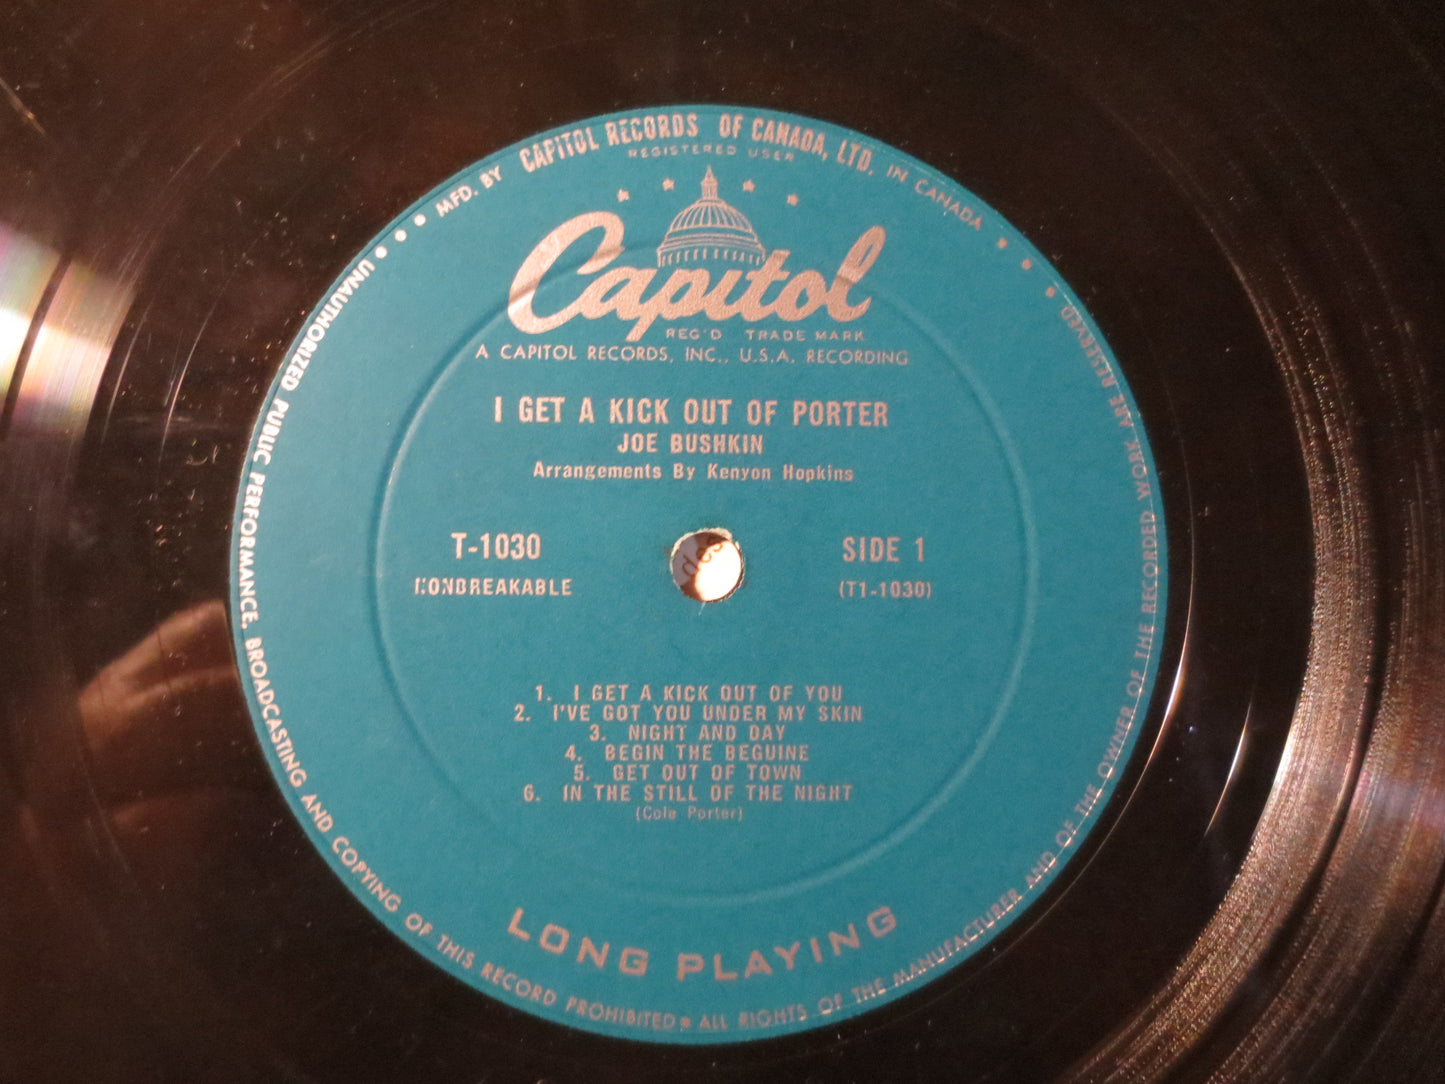 MFD. BY CAPITOL RECORDS OF CANADA, LTD. IN CANADA
REGISTERED USER
Capitol
REG'D TRADE MARK
A CAPITOL RECORDS, INC., U.S.A. RECORDING
I GET A KICK OUT OF PORTER
JOE BUSHKIN
Arrangements By Kenyon Hopkins
T-1030
NONBREAKABLE
SIDE 1
(T1-1030)
1. I GET A KICK OUT OF YOU
2. I'VE GOT YOU UNDER MY SKIN
3. NIGHT AND DAY
4. BEGIN THE BEGUINE
5. GET OUT OF TOWN
6. IN THE STILL OF THE NIGHT
(Cole Porter)
LONG PLAYING
UNAUTHORIZED PUBLIC PERFORMANCE, BROADCASTING AND COPYING OF THIS RECORD PROHIBITED • ALL RIGHTS OF THE MANUFACTURER AND OF THE OWNER OF THE RECORDED WORK ARE RESERVED